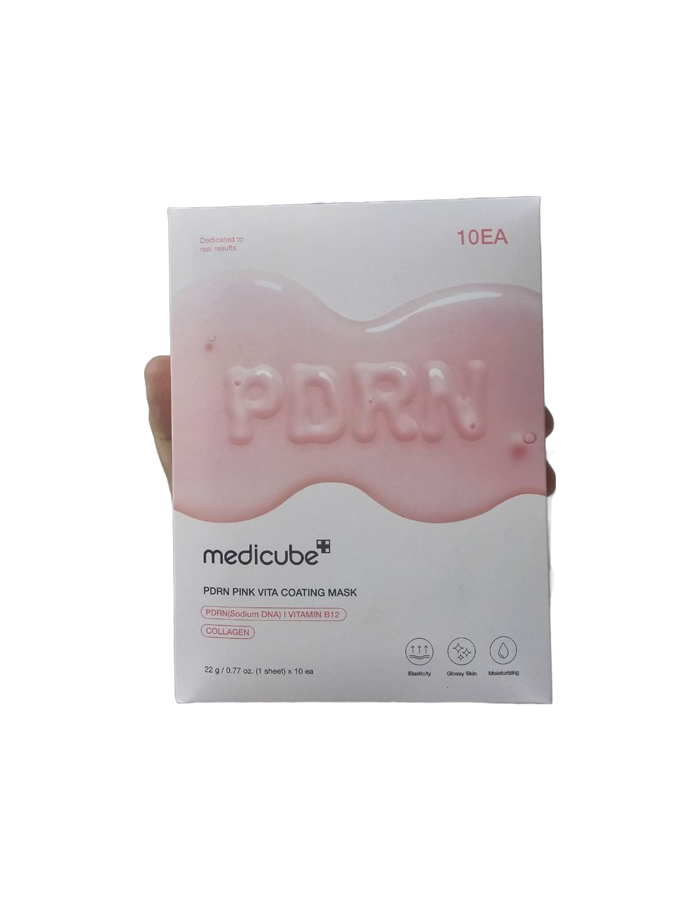 Dedicated to
real results
10EA
PDRN
medicube
PDRN PINK VITA COATING MASK
PDRN(Sodium DNA) I VITAMIN B12
COLLAGEN
22 g / 0.77 oz. (1 sheet) x 10 ea
Elasticity
Glossy Skin
Moisturizing